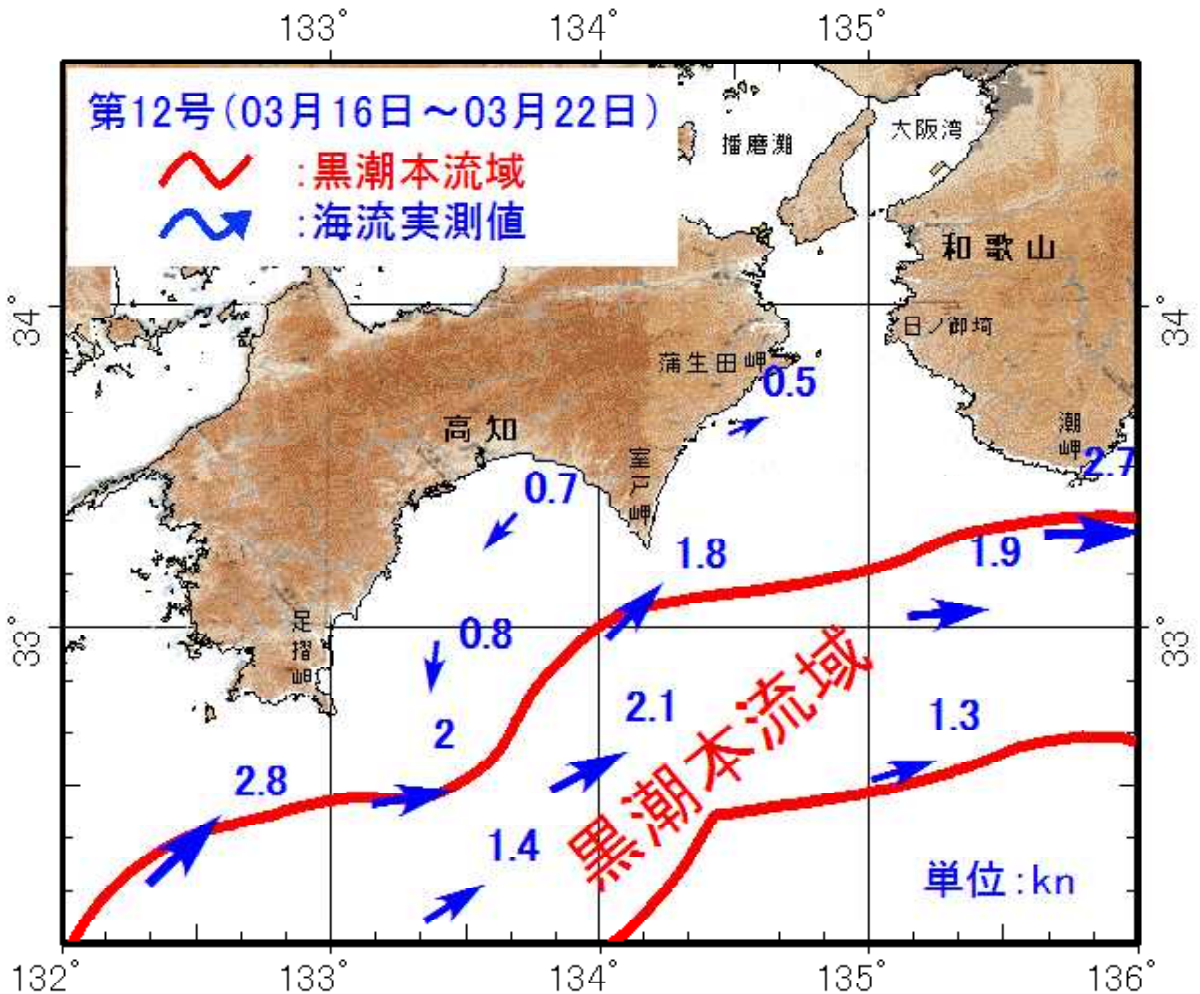 133°
134°
135°
第12号(03月16日～03月22日)
:黒潮本流域
:海流実測値
播磨灘
大阪湾
和歌山
34°
34°
日ノ御埼
蒲生田岬
0.5
高知
室戸岬
潮岬
2.7
0.7
1.8
1.9
33°
33°
足摺岬
0.8
2
2.1
1.3
2.8
黒潮本流域
1.4
単位:kn
132°
133°
134°
135°
136°